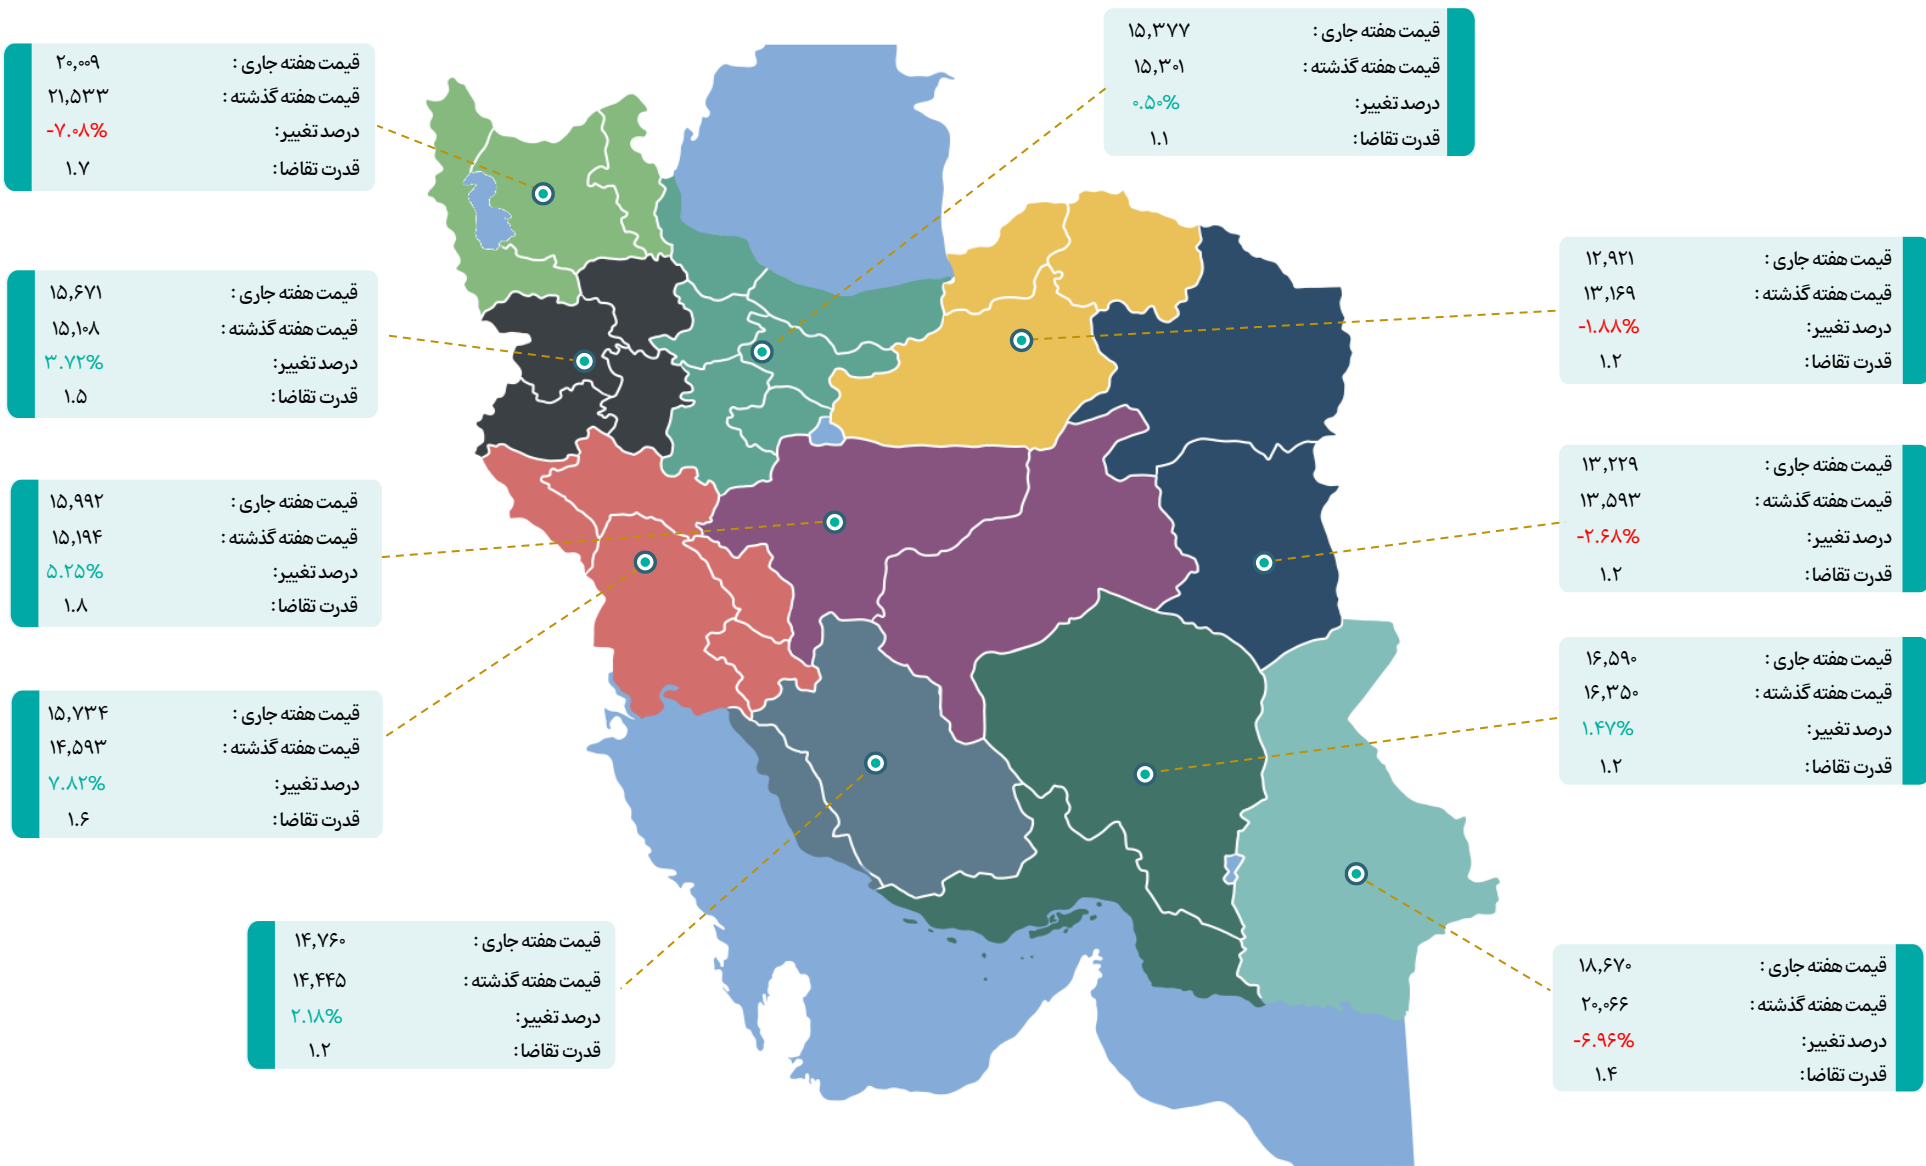 قیمت هفته جاری : ۱۵,۳۷۷
قیمت هفته گذشته : ۱۵,۳۰۱
درصد تغییر: ۰.۵۰%
قدرت تقاضا: ۱.۱
قیمت هفته جاری : ۲۰,۰۰۹
قیمت هفته گذشته : ۲۱,۵۳۳
درصد تغییر: -۷.۰۸%
قدرت تقاضا: ۱.۷
قیمت هفته جاری : ۱۲,۹۲۱
قیمت هفته گذشته : ۱۳,۱۶۹
درصد تغییر: -۱.۸۸%
قدرت تقاضا: ۱.۲
قیمت هفته جاری : ۱۵,۶۷۱
قیمت هفته گذشته : ۱۵,۱۰۸
درصد تغییر: ۳.۷۲%
قدرت تقاضا: ۱.۵
قیمت هفته جاری : ۱۳,۲۲۹
قیمت هفته گذشته : ۱۳,۵۹۳
درصد تغییر: -۲.۶۸%
قدرت تقاضا: ۱.۲
قیمت هفته جاری : ۱۵,۹۹۲
قیمت هفته گذشته : ۱۵,۱۹۴
درصد تغییر: ۵.۲۵%
قدرت تقاضا: ۱.۸
قیمت هفته جاری : ۱۶,۵۹۰
قیمت هفته گذشته : ۱۶,۳۵۰
درصد تغییر: ۱.۴۷%
قدرت تقاضا: ۱.۲
قیمت هفته جاری : ۱۵,۷۳۴
قیمت هفته گذشته : ۱۴,۵۹۳
درصد تغییر: ۷.۸۲%
قدرت تقاضا: ۱.۶
قیمت هفته جاری : ۱۸,۶۷۰
قیمت هفته گذشته : ۲۰,۰۶۶
درصد تغییر: -۶.۹۶%
قدرت تقاضا: ۱.۴
قیمت هفته جاری : ۱۴,۷۶۰
قیمت هفته گذشته : ۱۴,۴۴۵
درصد تغییر: ۲.۱۸%
قدرت تقاضا: ۱.۲